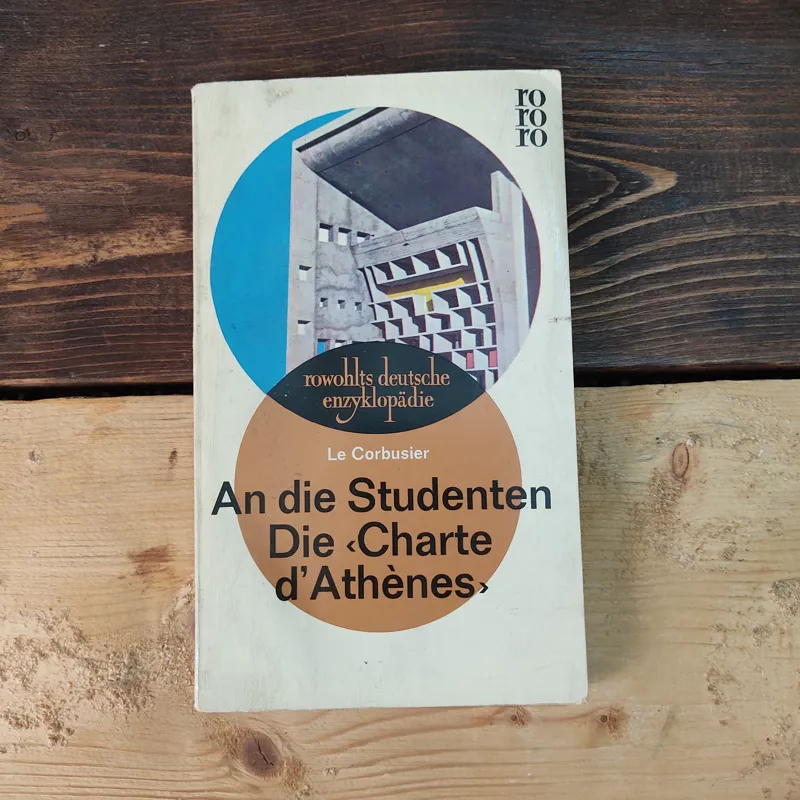 ro
ro
ro
rowohlts deutsche
enzyklopädie
Le Corbusier
An die Studenten
Die ‹Charte
d’Athènes›